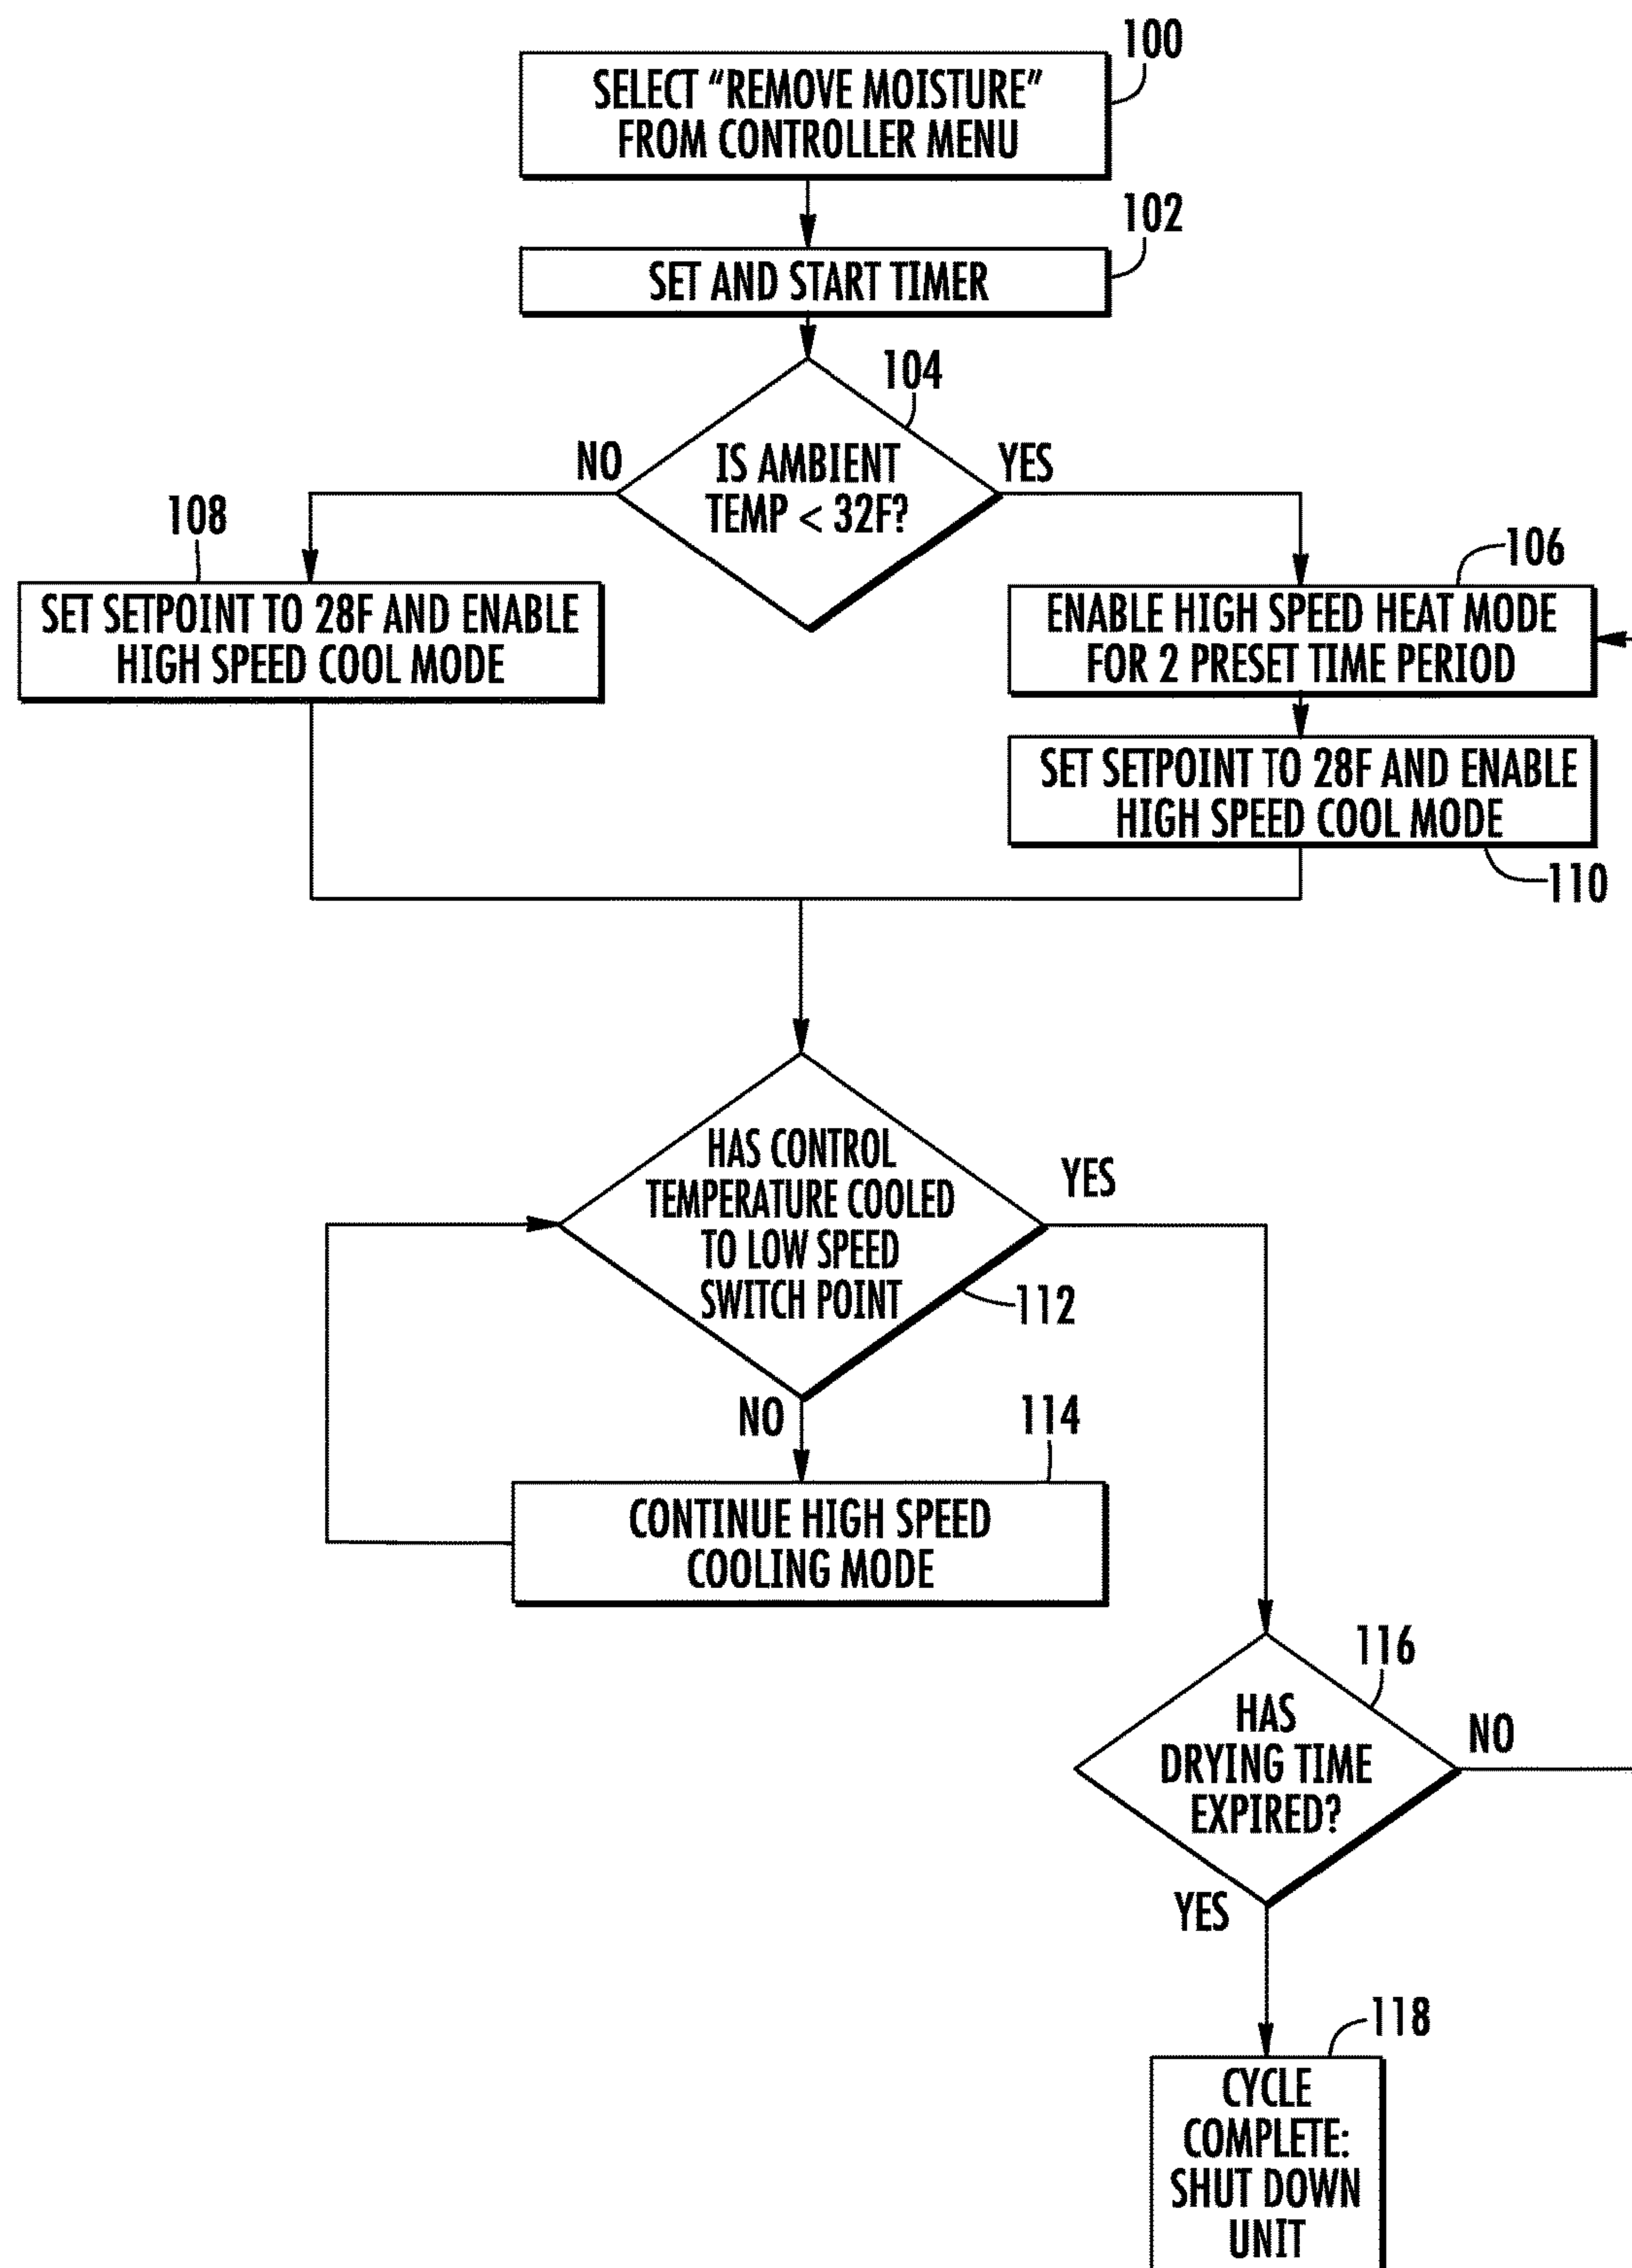 100
SELECT "REMOVE MOISTURE"
FROM CONTROLLER MENU
102
SET AND START TIMER
104
NO
IS AMBIENT
TEMP < 32F?
YES
108
SET SETPOINT TO 28F AND ENABLE
HIGH SPEED COOL MODE
106
ENABLE HIGH SPEED HEAT MODE
FOR 2 PRESET TIME PERIOD
SET SETPOINT TO 28F AND ENABLE
HIGH SPEED COOL MODE
110
HAS CONTROL
TEMPERATURE COOLED
TO LOW SPEED
SWITCH POINT
YES
112
NO
114
CONTINUE HIGH SPEED
COOLING MODE
116
HAS
DRYING TIME
EXPIRED?
NO
YES
118
CYCLE
COMPLETE:
SHUT DOWN
UNIT